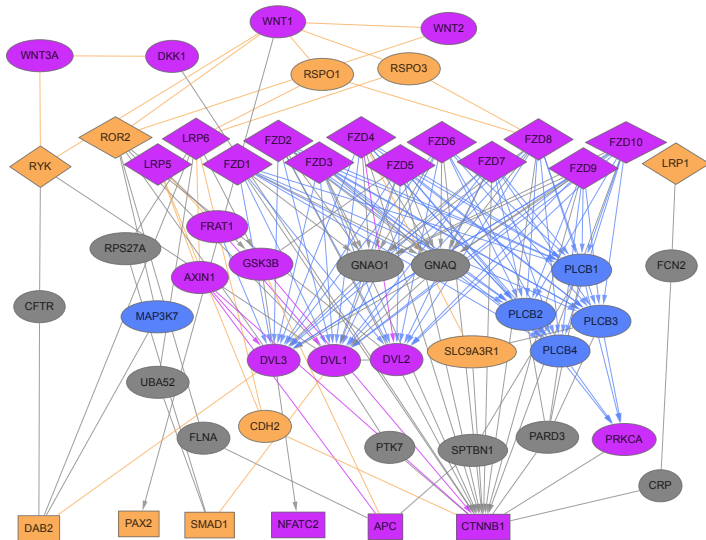 WNT1
WNT2
WNT3A
DKK1
RSPO1
RSPO3
ROR2
LRP6
FZD2
FZD4
FZD6
FZD8
FZD10
RYK
LRP5
FZD1
FZD3
FZD5
FZD7
FZD9
LRP1
FRAT1
RPS27A
AXIN1
GSK3B
GNAO1
GNAQ
PLCB1
FCN2
CFTR
MAP3K7
PLCB2
PLCB3
DVL3
DVL1
DVL2
SLC9A3R1
PLCB4
UBA52
CDH2
FLNA
PTK7
SPTBN1
PARD3
PRKCA
CRP
DAB2
PAX2
SMAD1
NFATC2
APC
CTNNB1